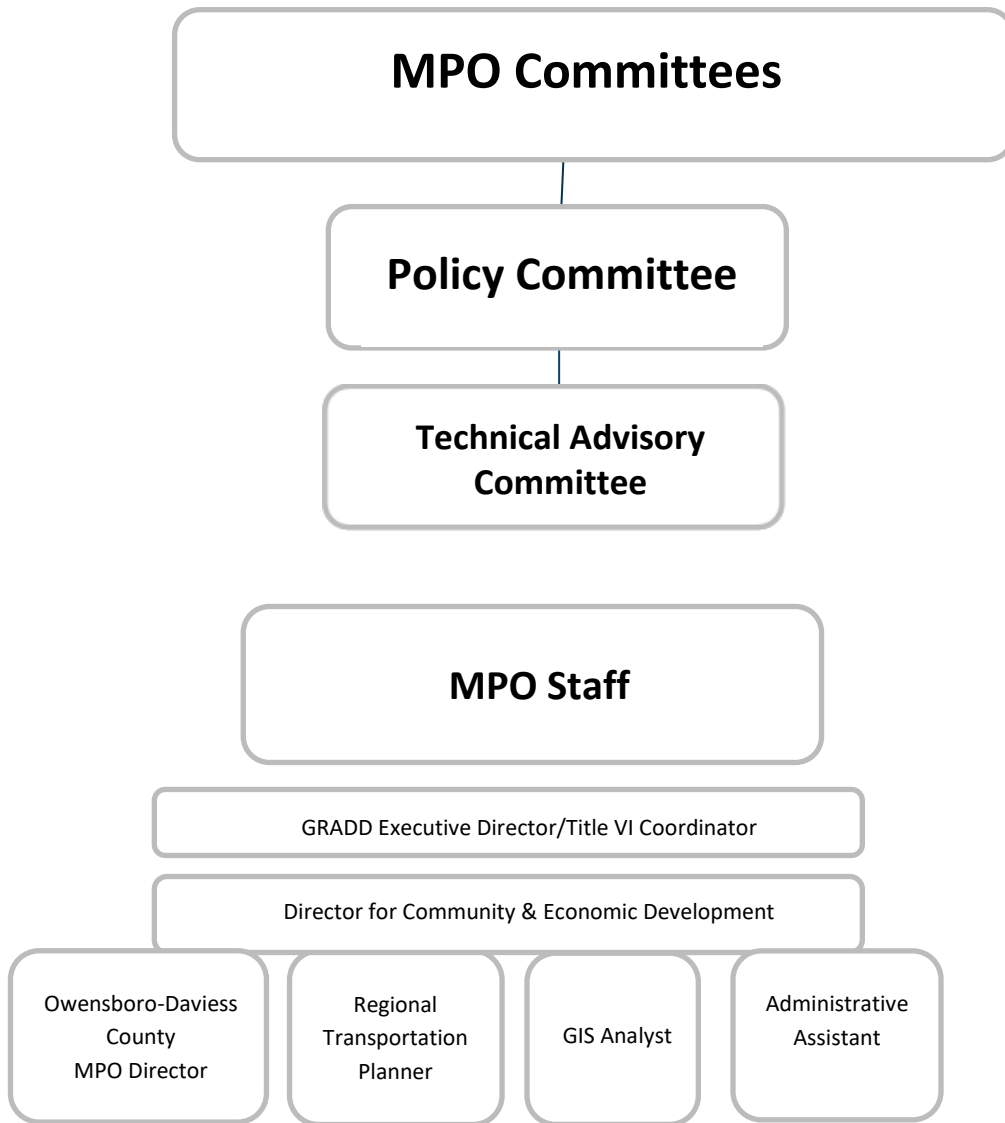 MPO Committees
Policy Committee
Technical Advisory
Committee
MPO Staff
GRADD Executive Director/Title VI Coordinator
Director for Community & Economic Development
Owensboro-Daviess
County
MPO Director
Regional
Transportation
Planner
GIS Analyst
Administrative
Assistant